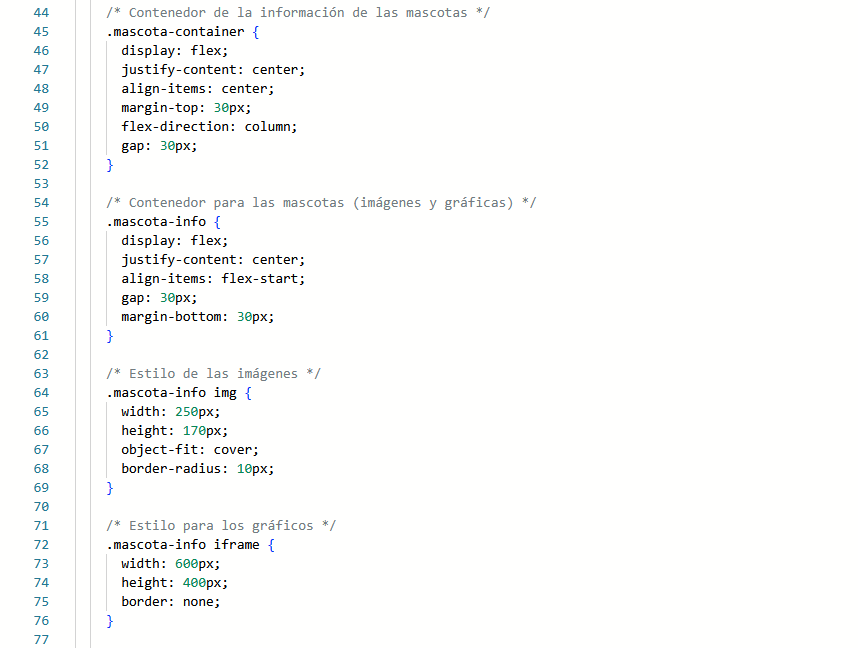 44 /* Contenedor de la información de las mascotas */
45 .mascota-container {
46 display: flex;
47 justify-content: center;
48 align-items: center;
49 margin-top: 30px;
50 flex-direction: column;
51 gap: 30px;
52 }
53
54 /* Contenedor para las mascotas (imágenes y gráficas) */
55 .mascota-info {
56 display: flex;
57 justify-content: center;
58 align-items: flex-start;
59 gap: 30px;
60 margin-bottom: 30px;
61 }
62
63 /* Estilo de las imágenes */
64 .mascota-info img {
65 width: 250px;
66 height: 170px;
67 object-fit: cover;
68 border-radius: 10px;
69 }
70
71 /* Estilo para los gráficos */
72 .mascota-info iframe {
73 width: 600px;
74 height: 400px;
75 border: none;
76 }
77